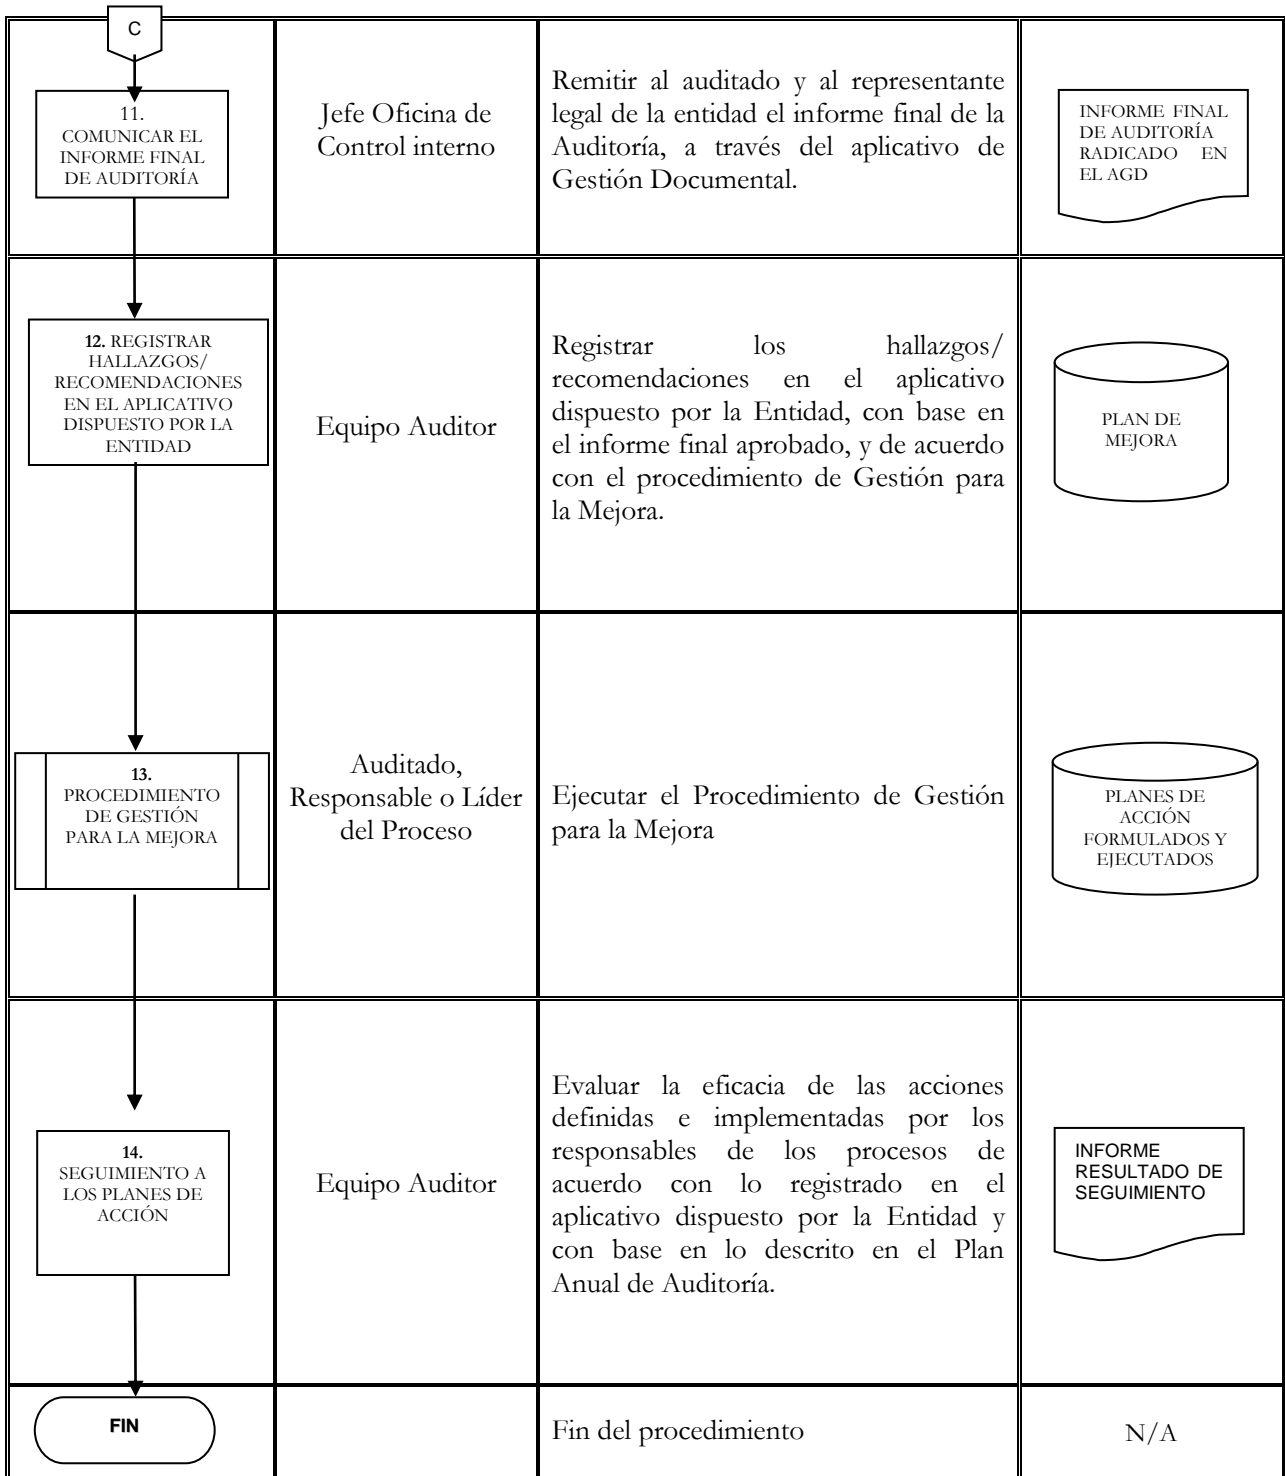 C
11.
COMUNICAR EL
INFORME FINAL
DE AUDITORÍA
Jefe Oficina de
Control interno
Remitir al auditado y al representante
legal de la entidad el informe final de la
Auditoría, a través del aplicativo de
Gestión Documental.
INFORME FINAL
DE AUDITORÍA
RADICADO EN
EL AGD
12. REGISTRAR
HALLAZGOS/
RECOMENDACIONES
EN EL APLICATIVO
DISPUESTO POR LA
ENTIDAD
Equipo Auditor
Registrar los hallazgos/
recomendaciones en el aplicativo
dispuesto por la Entidad, con base en
el informe final aprobado, y de acuerdo
con el procedimiento de Gestión para
la Mejora.
PLAN DE
MEJORA
13.
PROCEDIMIENTO
DE GESTIÓN
PARA LA MEJORA
Auditado,
Responsable o Líder
del Proceso
Ejecutar el Procedimiento de Gestión
para la Mejora
PLANES DE
ACCIÓN
FORMULADOS Y
EJECUTADOS
14.
SEGUIMIENTO A
LOS PLANES DE
ACCIÓN
Equipo Auditor
Evaluar la eficacia de las acciones
definidas e implementadas por los
responsables de los procesos de
acuerdo con lo registrado en el
aplicativo dispuesto por la Entidad y
con base en lo descrito en el Plan
Anual de Auditoría.
INFORME
RESULTADO DE
SEGUIMIENTO
FIN
Fin del procedimiento
N/A